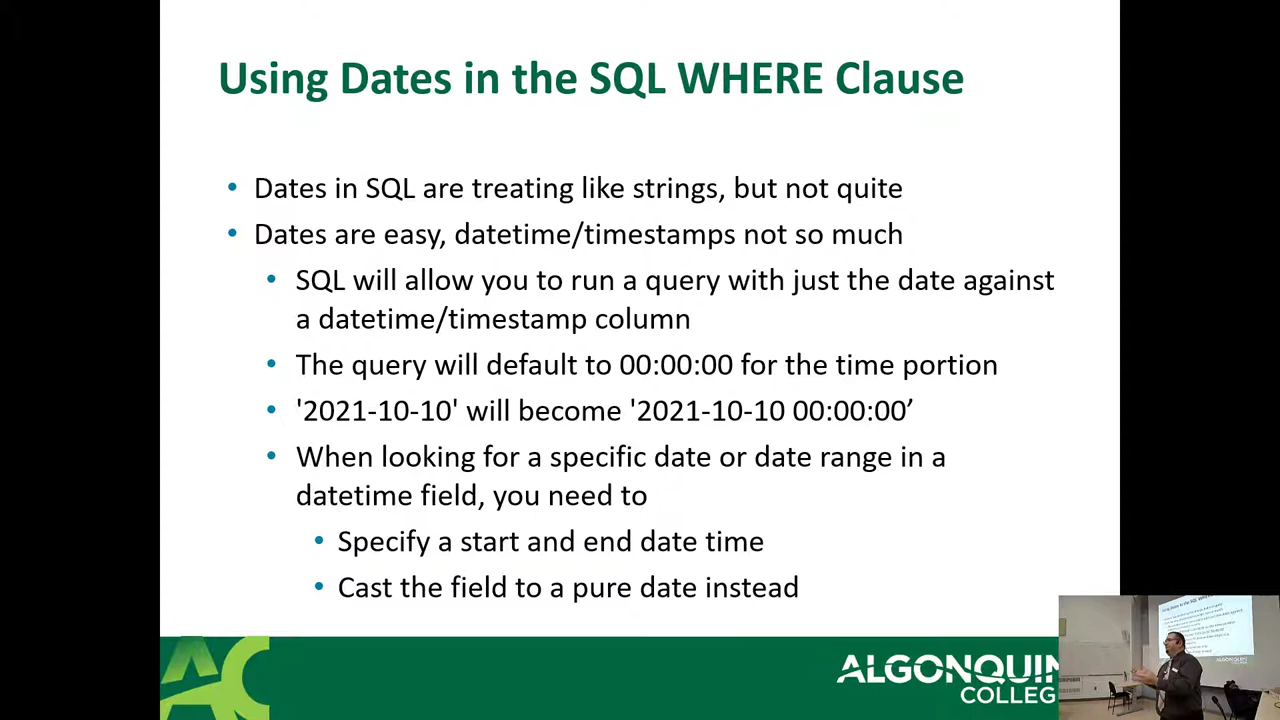 Using Dates in the SQL WHERE Clause
• Dates in SQL are treating like strings, but not quite
• Dates are easy, datetime/timestamps not so much
• SQL will allow you to run a query with just the date against
a datetime/timestamp column
• The query will default to 00:00:00 for the time portion
• '2021-10-10' will become '2021-10-10 00:00:00’
• When looking for a specific date or date range in a
datetime field, you need to
• Specify a start and end date time
• Cast the field to a pure date instead
AC
ALGONQUIN
COLLEGE